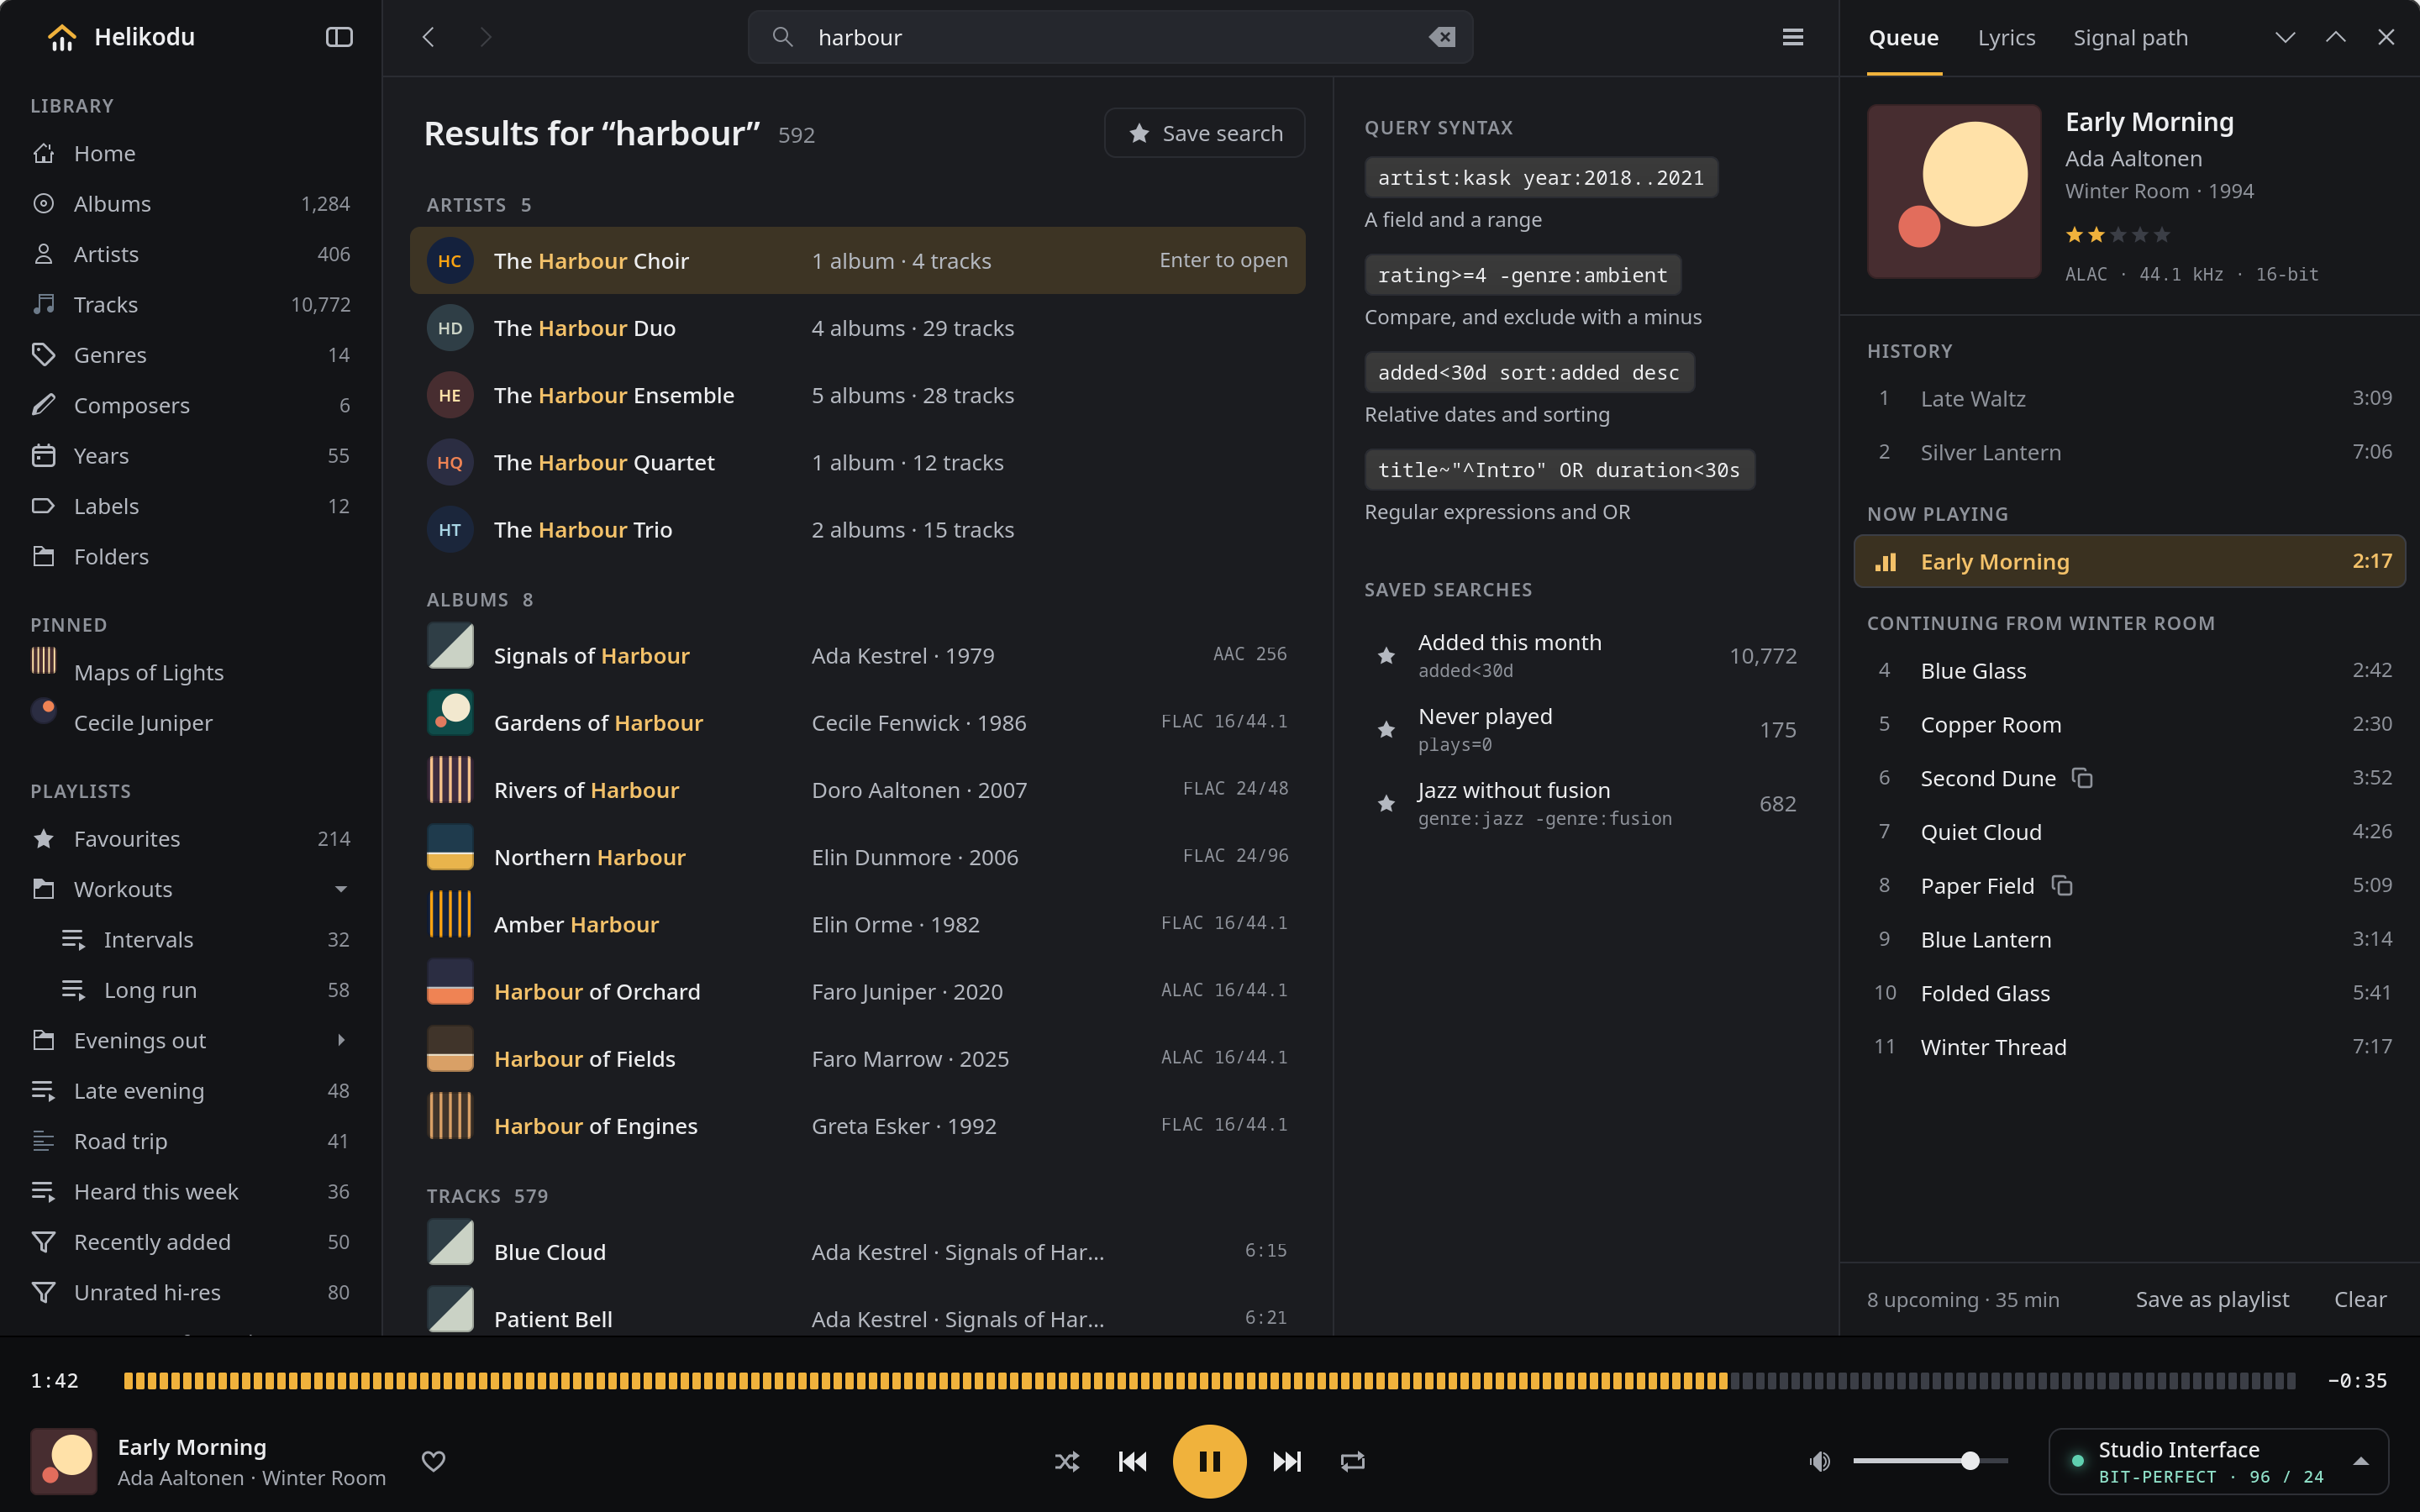 Helikodu
LIBRARY
Home
Albums 1,284
Artists 406
Tracks 10,772
Genres 14
Composers 6
Years 55
Labels 12
Folders
PINNED
Maps of Lights
Cecile Juniper
PLAYLISTS
Favourites 214
Workouts
Intervals 32
Long run 58
Evenings out
Late evening 48
Road trip 41
Heard this week 36
Recently added 50
Unrated hi-res 80
harbour
Results for “harbour” 592
Save search
ARTISTS 5
HC The Harbour Choir 1 album · 4 tracks Enter to open
HD The Harbour Duo 4 albums · 29 tracks
HE The Harbour Ensemble 5 albums · 28 tracks
HQ The Harbour Quartet 1 album · 12 tracks
HT The Harbour Trio 2 albums · 15 tracks
ALBUMS 8
Signals of Harbour Ada Kestrel · 1979 AAC 256
Gardens of Harbour Cecile Fenwick · 1986 FLAC 16/44.1
Rivers of Harbour Doro Aaltonen · 2007 FLAC 24/48
Northern Harbour Elin Dunmore · 2006 FLAC 24/96
Amber Harbour Elin Orme · 1982 FLAC 16/44.1
Harbour of Orchard Faro Juniper · 2020 ALAC 16/44.1
Harbour of Fields Faro Marrow · 2025 ALAC 16/44.1
Harbour of Engines Greta Esker · 1992 FLAC 16/44.1
TRACKS 579
Blue Cloud Ada Kestrel · Signals of Har... 6:15
Patient Bell Ada Kestrel · Signals of Har... 6:21
QUERY SYNTAX
artist:kask year:2018..2021
A field and a range
rating>=4 -genre:ambient
Compare, and exclude with a minus
added<30d sort:added desc
Relative dates and sorting
title~"^Intro" OR duration<30s
Regular expressions and OR
SAVED SEARCHES
Added this month 10,772
added<30d
Never played 175
plays=0
Jazz without fusion 682
genre:jazz -genre:fusion
Queue Lyrics Signal path
Early Morning
Ada Aaltonen
Winter Room · 1994
ALAC · 44.1 kHz · 16-bit
HISTORY
1 Late Waltz 3:09
2 Silver Lantern 7:06
NOW PLAYING
Early Morning 2:17
CONTINUING FROM WINTER ROOM
4 Blue Glass 2:42
5 Copper Room 2:30
6 Second Dune 3:52
7 Quiet Cloud 4:26
8 Paper Field 5:09
9 Blue Lantern 3:14
10 Folded Glass 5:41
11 Winter Thread 7:17
8 upcoming · 35 min Save as playlist Clear
1:42 −0:35
Early Morning
Ada Aaltonen · Winter Room
Studio Interface
BIT-PERFECT · 96 / 24